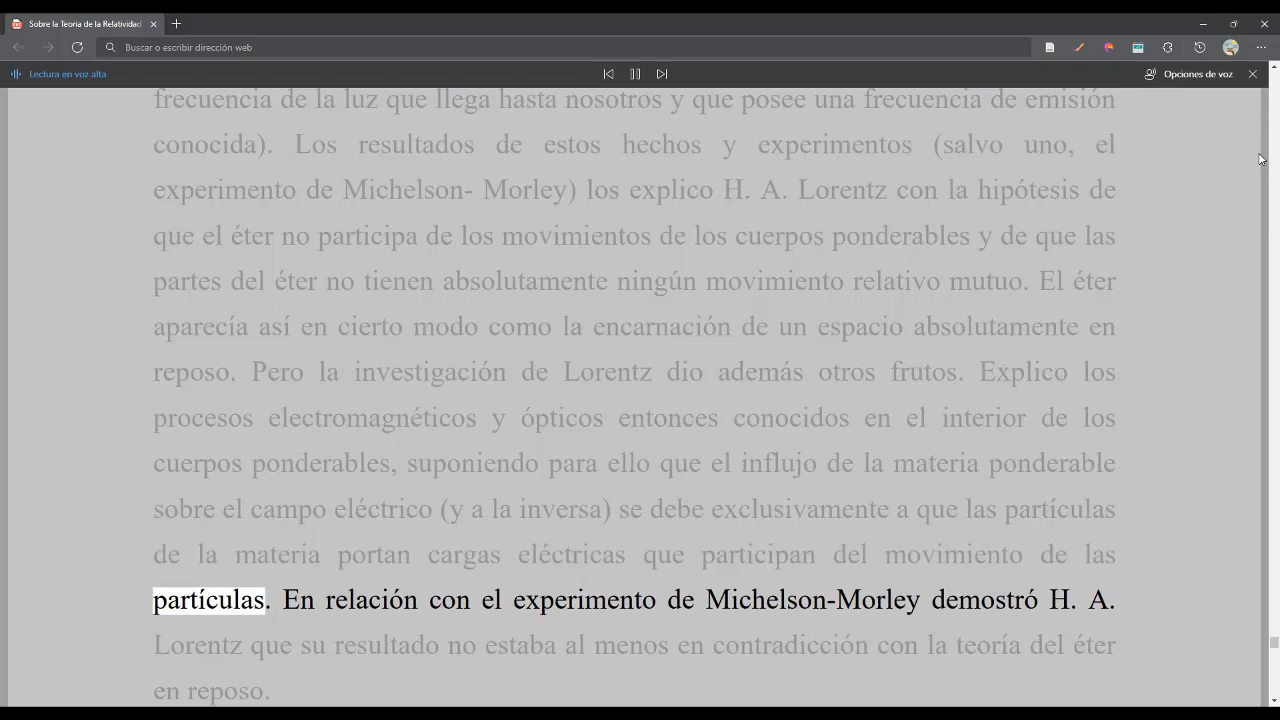 Sobre la Teoria de la Relatividad
Buscar o escribir dirección web
Lectura en voz alta
Opciones de voz
frecuencia de la luz que llega hasta nosotros y que posee una frecuencia de emisión
conocida). Los resultados de estos hechos y experimentos (salvo uno, el
experimento de Michelson- Morley) los explico H. A. Lorentz con la hipótesis de
que el éter no participa de los movimientos de los cuerpos ponderables y de que las
partes del éter no tienen absolutamente ningún movimiento relativo mutuo. El éter
aparecía así en cierto modo como la encarnación de un espacio absolutamente en
reposo. Pero la investigación de Lorentz dio además otros frutos. Explico los
procesos electromagnéticos y ópticos entonces conocidos en el interior de los
cuerpos ponderables, suponiendo para ello que el influjo de la materia ponderable
sobre el campo eléctrico (y a la inversa) se debe exclusivamente a que las partículas
de la materia portan cargas eléctricas que participan del movimiento de las
partículas. En relación con el experimento de Michelson-Morley demostró H. A.
Lorentz que su resultado no estaba al menos en contradicción con la teoría del éter
en reposo.